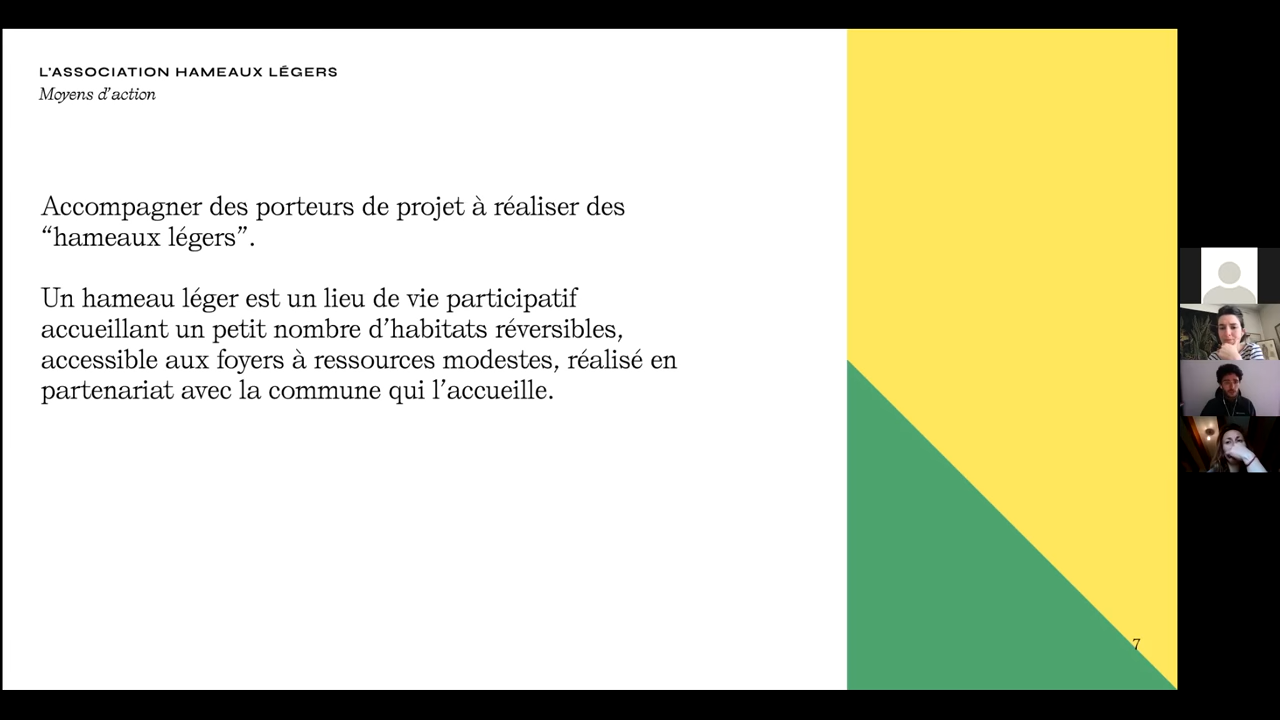 L'ASSOCIATION HAMEAUX LÉGERS
Moyens d'action
Accompagner des porteurs de projet à réaliser des
“hameaux légers”.
Un hameau léger est un lieu de vie participatif
accueillant un petit nombre d’habitats réversibles,
accessible aux foyers à ressources modestes, réalisé en
partenariat avec la commune qui l’accueille.
7